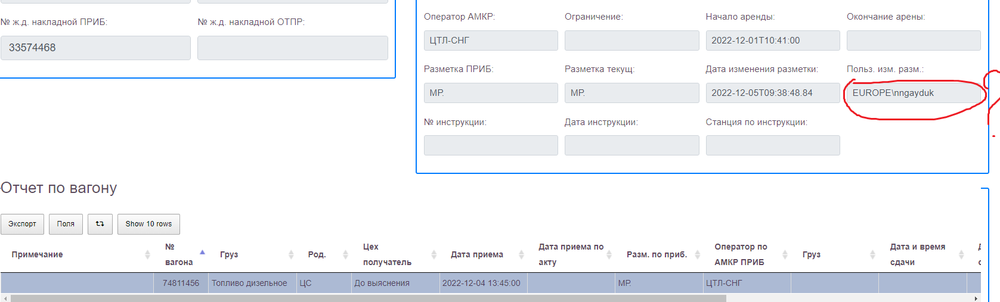 № ж.д. накладной ПРИБ: № ж.д. накладной ОТПР:
33574468
Оператор АМКР: Ограничение: Начало аренды: Окончание арены:
ЦТЛ-СНГ 2022-12-01T10:41:00
Разметка ПРИБ: Разметка текущ: Дата изменения разметки: Польз. изм. разм.:
МР. МР. 2022-12-05T09:38:48.84 EUROPE\nngayduk
№ инструкции: Дата инструкции: Станция по инструкции:
Отчет по вагону
Экспорт Поля Show 10 rows
Примечание № вагона Груз Род. Цех получатель Дата приема Дата приема по акту Разм. по приб. Оператор по АМКР ПРИБ Груз Дата и время сдачи
74811456 Топливо дизельное ЦС До выяснения 2022-12-04 13:45:00 МР. ЦТЛ-СНГ